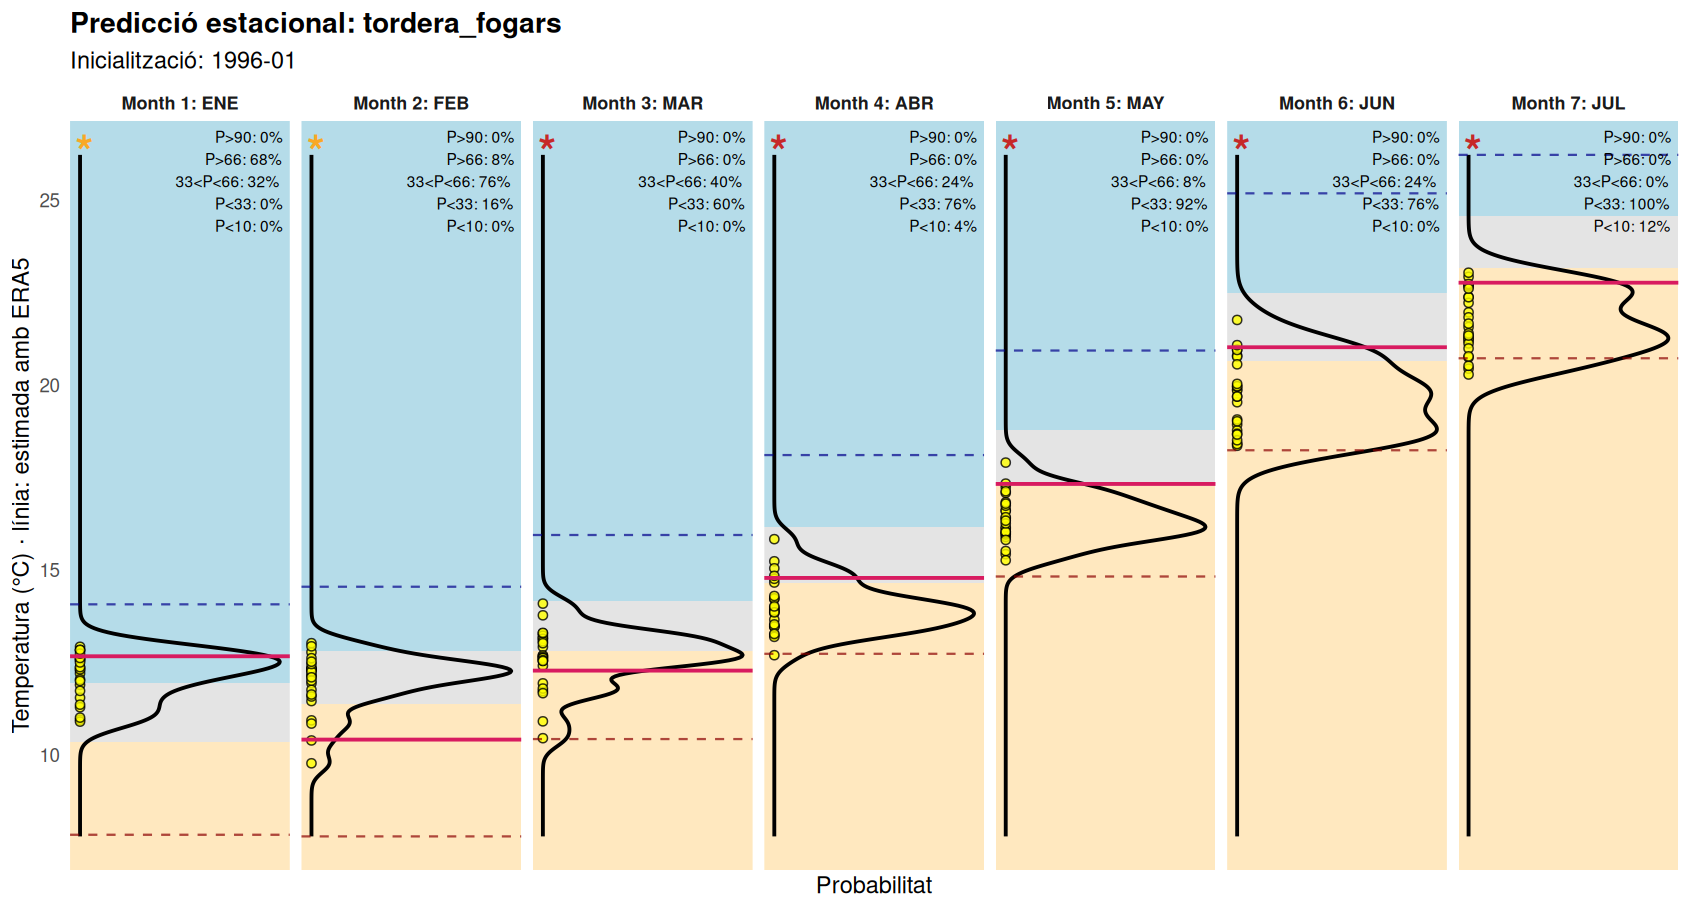 Predicció estacional: tordera_fogars
Inicialització: 1996-01
Month 1: ENE
Month 2: FEB
Month 3: MAR
Month 4: ABR
Month 5: MAY
Month 6: JUN
Month 7: JUL
*
P>90: 0%
P>66: 68%
33<P<66: 32%
P<33: 0%
P<10: 0%
*
P>90: 0%
P>66: 8%
33<P<66: 76%
P<33: 16%
P<10: 0%
*
P>90: 0%
P>66: 0%
33<P<66: 40%
P<33: 60%
P<10: 0%
*
P>90: 0%
P>66: 0%
33<P<66: 24%
P<33: 76%
P<10: 4%
*
P>90: 0%
P>66: 0%
33<P<66: 8%
P<33: 92%
P<10: 0%
*
P>90: 0%
P>66: 0%
33<P<66: 24%
P<33: 76%
P<10: 0%
*
P>90: 0%
P>66: 0%
33<P<66: 0%
P<33: 100%
P<10: 12%
25
20
15
10
Temperatura (°C) · línia: estimada amb ERA5
Probabilitat